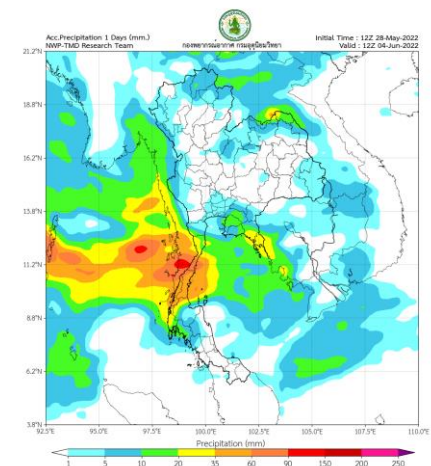 Acc.Precipitation 1 Days (mm.)
NWP-TMD Research Team
กองพยากรณ์อากาศ กรมอุตุนิยมวิทยา
Initial Time : 12Z 28-May-2022
Valid : 12Z 04-Jun-2022
21.2°N
18.8°N
16.2°N
13.8°N
11.2°N
8.8°N
6.2°N
3.8°N
92.5°E 95.0°E 97.5°E 100.0°E 102.5°E 105.0°E 107.5°E 110.0°E
Precipitation (mm)
1 5 10 20 35 60 90 150 200 250